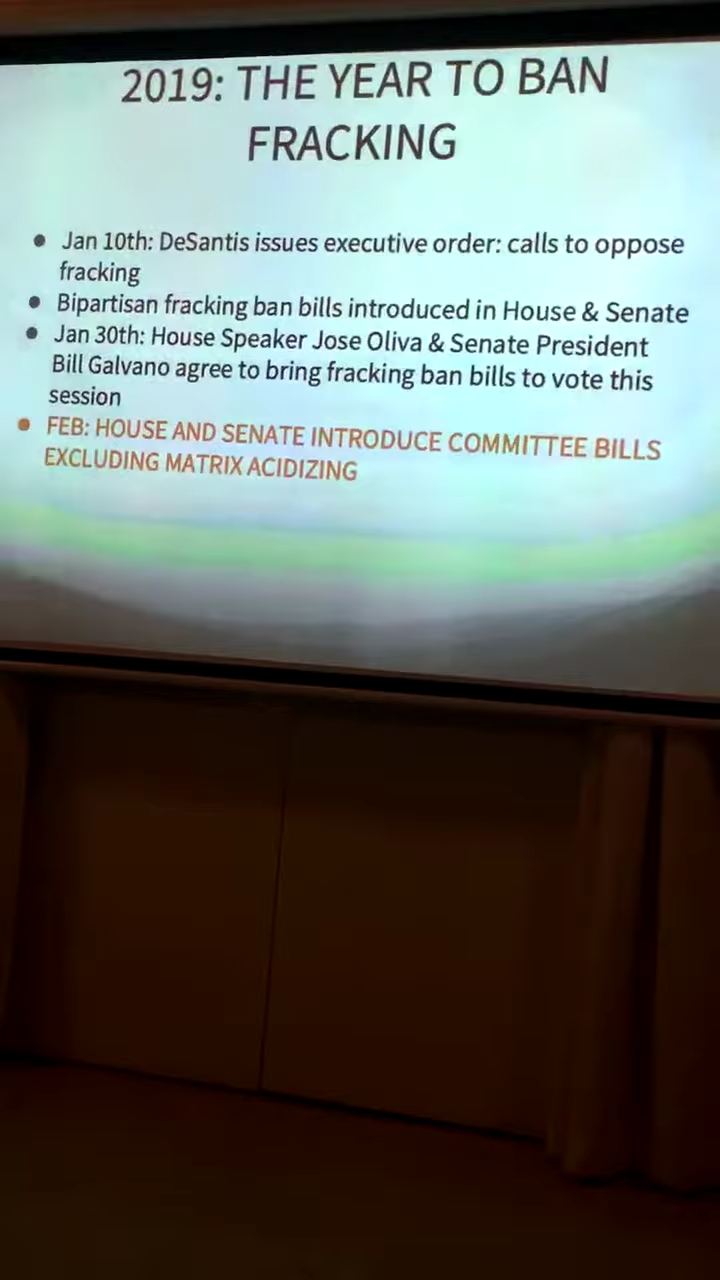 2019: THE YEAR TO BAN
FRACKING
• Jan 10th: DeSantis issues executive order: calls to oppose
fracking
• Bipartisan fracking ban bills introduced in House & Senate
• Jan 30th: House Speaker Jose Oliva & Senate President
Bill Galvano agree to bring fracking ban bills to vote this
session
• FEB: HOUSE AND SENATE INTRODUCE COMMITTEE BILLS
EXCLUDING MATRIX ACIDIZING